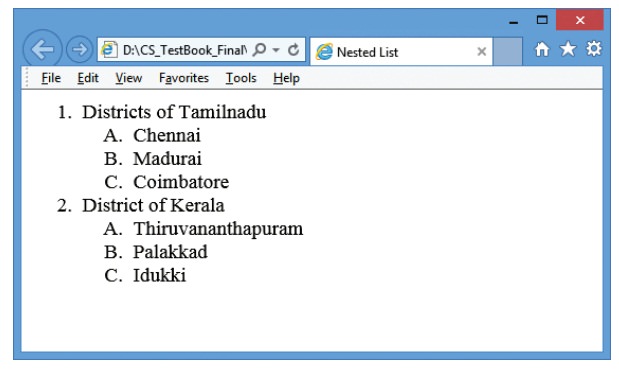 D:\CS_TestBook_Final\ Nested List
File Edit View Favorites Tools Help
1. Districts of Tamilnadu
A. Chennai
B. Madurai
C. Coimbatore
2. District of Kerala
A. Thiruvananthapuram
B. Palakkad
C. Idukki